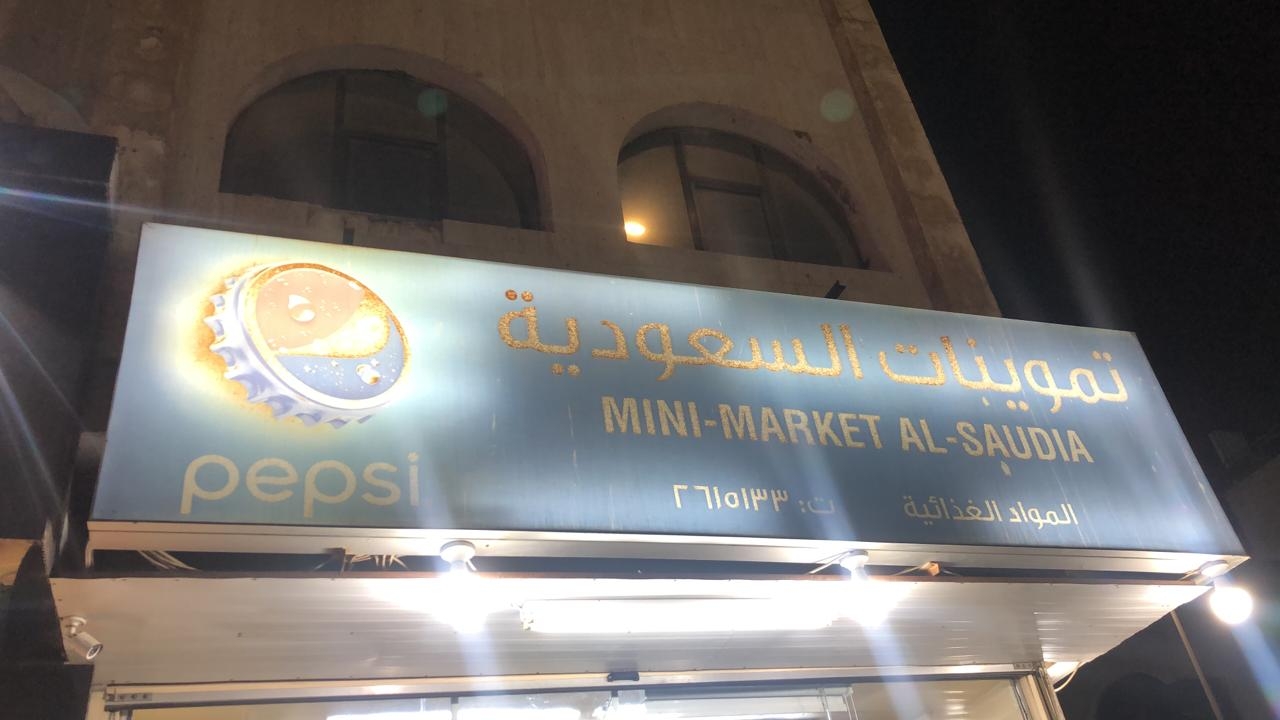 تموينات السعودية
MINI-MARKET AL-SAUDIA
المواد الغذائية ت: ٢٦١٥١٣٣
pepsi